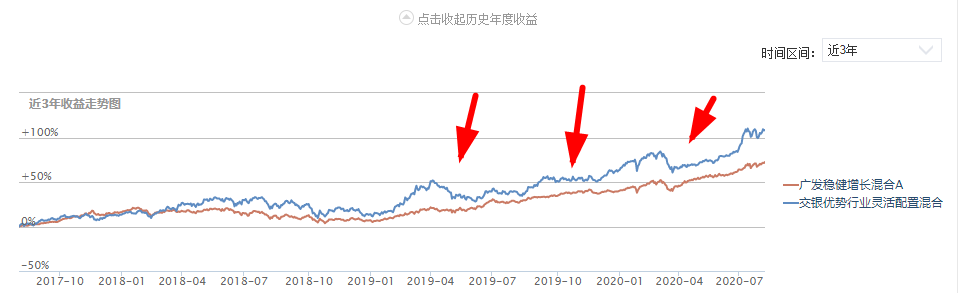 点击收起历史年度收益
时间区间： 近3年
近3年收益走势图
+100%
+50%
0%
-50%
广发稳健增长混合A
交银优势行业灵活配置混合
2017-10 2018-01 2018-04 2018-07 2018-10 2019-01 2019-04 2019-07 2019-10 2020-01 2020-04 2020-07